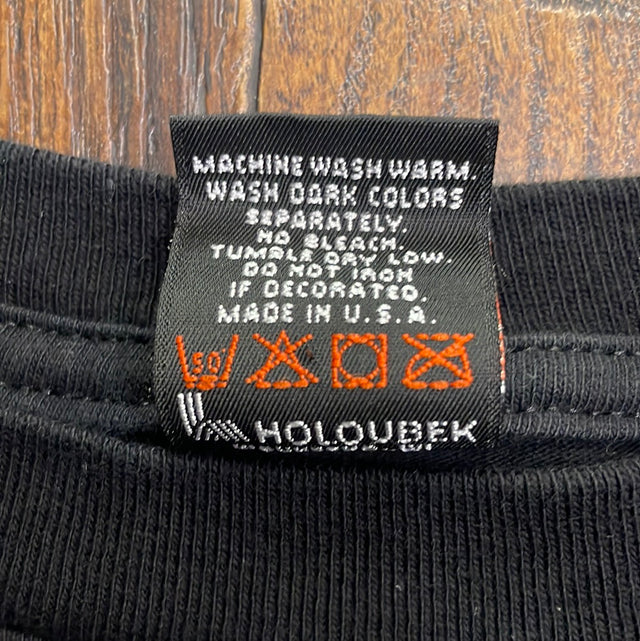 MACHINE WASH WARM.
WASH DARK COLORS
SEPARATELY.
NO BLEACH.
TUMBLE DRY LOW.
DO NOT IRON
IF DECORATED.
MADE IN U.S.A.
50
HOLOUBEK